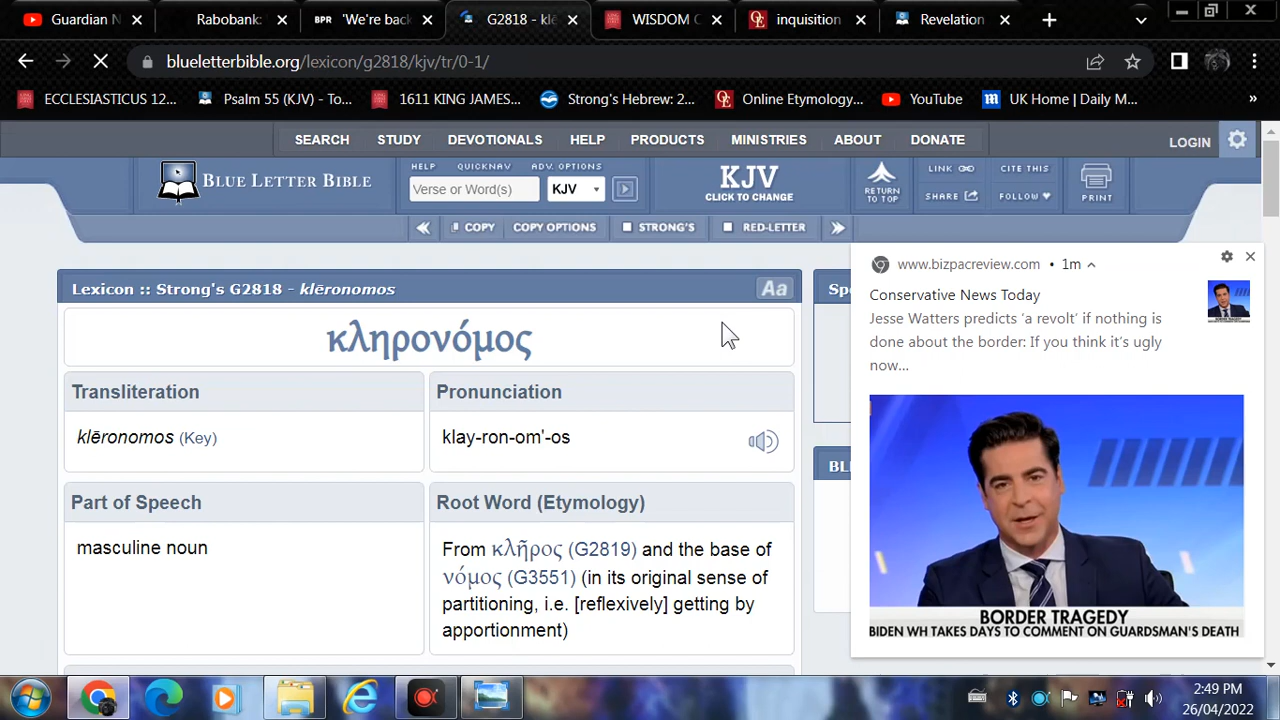 Guardian N
Rabobank:
BPR 'We're back
G2818 - klē
WISDOM C
OE inquisition
Revelation
blueletterbible.org/lexicon/g2818/kjv/tr/0-1/
ECCLESIASTICUS 12...
Psalm 55 (KJV) - To...
1611 KING JAMES...
Strong's Hebrew: 2...
OE Online Etymology...
YouTube
m UK Home | Daily M...
»
SEARCH STUDY DEVOTIONALS HELP PRODUCTS MINISTRIES ABOUT DONATE
LOGIN
BLUE LETTER BIBLE
HELP QUICKNAV ADV. OPTIONS
Verse or Word(s)
KJV
KJV
CLICK TO CHANGE
RETURN
TO TOP
LINK
CITE THIS
SHARE
FOLLOW
PRINT
COPY COPY OPTIONS STRONG'S RED-LETTER
Lexicon :: Strong's G2818 - klēronomos
Aa
κληρονόμος
Transliteration
klēronomos (Key)
Pronunciation
klay-ron-om'-os
Part of Speech
masculine noun
Root Word (Etymology)
From κλῆρος (G2819) and the base of
νόμος (G3551) (in its original sense of
partitioning, i.e. [reflexively] getting by
apportionment)
Sp
BL
www.bizpacreview.com • 1m
Conservative News Today
Jesse Watters predicts 'a revolt' if nothing is
done about the border: If you think it's ugly
now...
BORDER TRAGEDY
BIDEN WH TAKES DAYS TO COMMENT ON GUARDSMAN'S DEATH
2:49 PM
26/04/2022